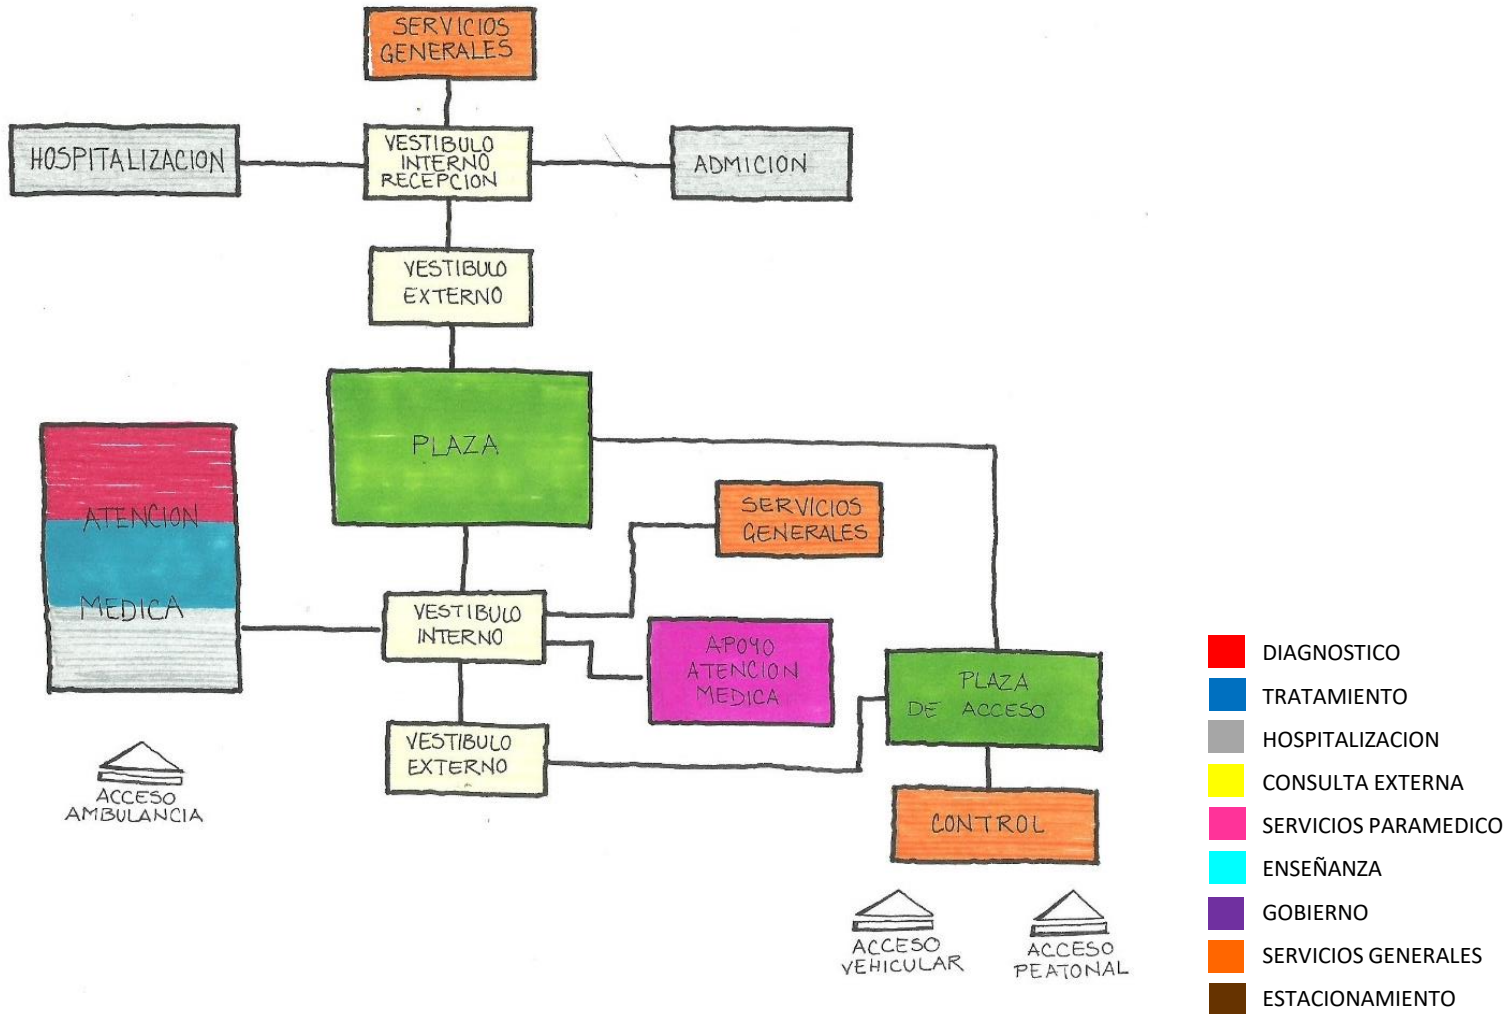 SERVICIOS
GENERALES
HOSPITALIZACION
VESTIBULO
INTERNO
RECEPCION
ADMICION
VESTIBULO
EXTERNO
PLAZA
ATENCION
MEDICA
SERVICIOS
GENERALES
VESTIBULO
INTERNO
APOYO
ATENCION
MEDICA
PLAZA
DE ACCESO
VESTIBULO
EXTERNO
CONTROL
ACCESO
AMBULANCIA
ACCESO
VEHICULAR
ACCESO
PEATONAL
DIAGNOSTICO
TRATAMIENTO
HOSPITALIZACION
CONSULTA EXTERNA
SERVICIOS PARAMEDICO
ENSEÑANZA
GOBIERNO
SERVICIOS GENERALES
ESTACIONAMIENTO